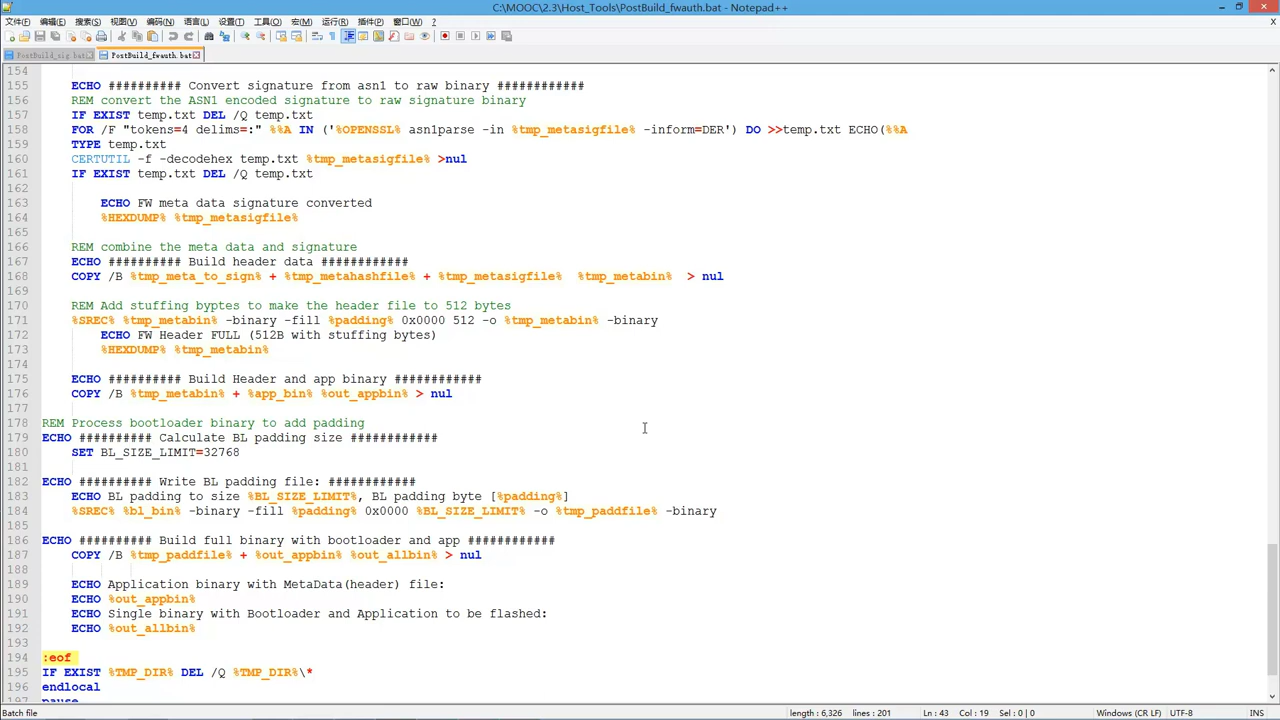 C:\MOOC\2.3\Host_Tools\PostBuild_fwauth.bat - Notepad++
文件(F) 编辑(E) 搜索(S) 视图(V) 编码(N) 语言(L) 设置(T) 工具(O) 宏(M) 运行(R) 插件(P) 窗口(W) ?
X
PostBuild_sig.bat PostBuild_fwauth.bat
154
155 ECHO ########## Convert signature from asn1 to raw binary ############
156 REM convert the ASN1 encoded signature to raw signature binary
157 IF EXIST temp.txt DEL /Q temp.txt
158 FOR /F "tokens=4 delims=:" %%A IN ('%OPENSSL% asn1parse -in %tmp_metasigfile% -inform=DER') DO >>temp.txt ECHO(%%A
159 TYPE temp.txt
160 CERTUTIL -f -decodehex temp.txt %tmp_metasigfile% >nul
161 IF EXIST temp.txt DEL /Q temp.txt
162
163 ECHO FW meta data signature converted
164 %HEXDUMP% %tmp_metasigfile%
165
166 REM combine the meta data and signature
167 ECHO ########## Build header data ############
168 COPY /B %tmp_meta_to_sign% + %tmp_metahashfile% + %tmp_metasigfile%  %tmp_metabin%  > nul
169
170 REM Add stuffing byptes to make the header file to 512 bytes
171 %SREC% %tmp_metabin% -binary -fill %padding% 0x0000 512 -o %tmp_metabin% -binary
172 ECHO FW Header FULL (512B with stuffing bytes)
173 %HEXDUMP% %tmp_metabin%
174
175 ECHO ########## Build Header and app binary ############
176 COPY /B %tmp_metabin% + %app_bin% %out_appbin% > nul
177
178 REM Process bootloader binary to add padding
179 ECHO ########## Calculate BL padding size ############
180 SET BL_SIZE_LIMIT=32768
181
182 ECHO ########## Write BL padding file: ############
183 ECHO BL padding to size %BL_SIZE_LIMIT%, BL padding byte [%padding%]
184 %SREC% %bl_bin% -binary -fill %padding% 0x0000 %BL_SIZE_LIMIT% -o %tmp_paddfile% -binary
185
186 ECHO ########## Build full binary with bootloader and app ############
187 COPY /B %tmp_paddfile% + %out_appbin% %out_allbin% > nul
188
189 ECHO Application binary with MetaData(header) file:
190 ECHO %out_appbin%
191 ECHO Single binary with Bootloader and Application to be flashed:
192 ECHO %out_allbin%
193
194 :eof
195 IF EXIST %TMP_DIR% DEL /Q %TMP_DIR%\*
196 endlocal
197 pause
Batch file length : 6,326 lines : 201 Ln : 43 Col : 19 Sel : 0 | 0 Windows (CR LF) UTF-8 INS